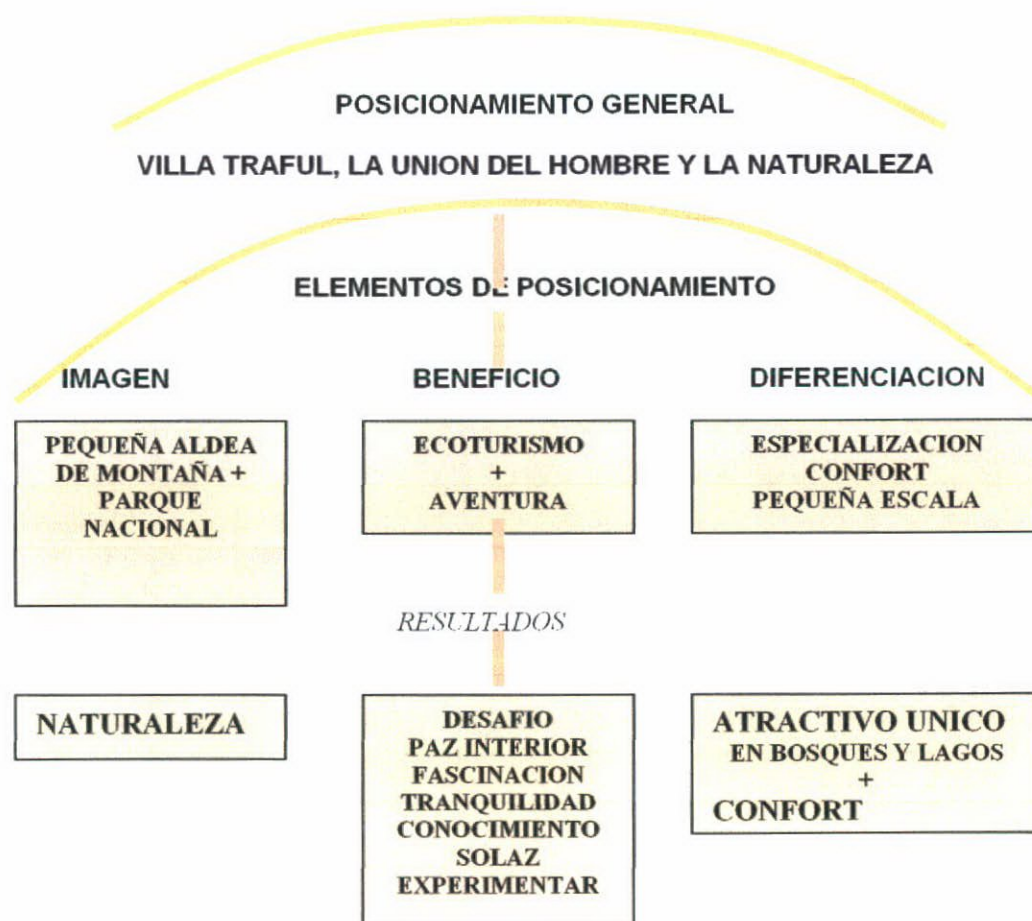 POSICIONAMIENTO GENERAL
VILLA TRAFUL, LA UNION DEL HOMBRE Y LA NATURALEZA
ELEMENTOS DE POSICIONAMIENTO
IMAGEN
BENEFICIO
DIFERENCIACION
PEQUEÑA ALDEA
DE MONTAÑA +
PARQUE
NACIONAL
ECOTURISMO
+
AVENTURA
ESPECIALIZACION
CONFORT
PEQUEÑA ESCALA
RESULTADOS
NATURALEZA
DESAFIO
PAZ INTERIOR
FASCINACION
TRANQUILIDAD
CONOCIMIENTO
SOLAZ
EXPERIMENTAR
ATRACTIVO UNICO
EN BOSQUES Y LAGOS
+
CONFORT